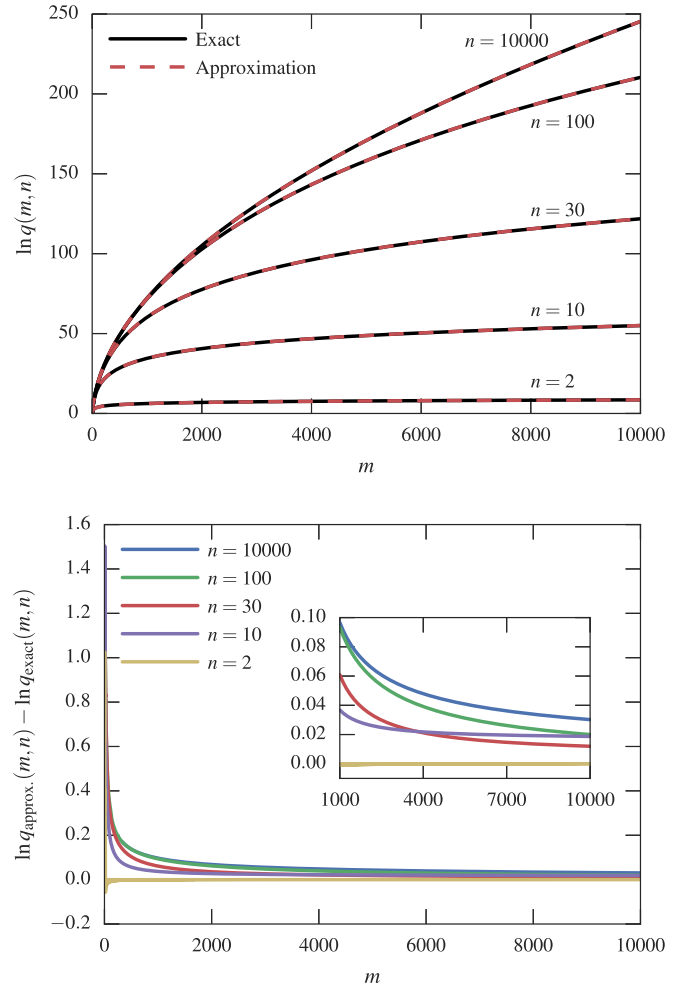 250
200
150
100
50
0
ln q(m, n)
Exact
Approximation
n = 10000
n = 100
n = 30
n = 10
n = 2
0 2000 4000 6000 8000 10000
m
1.6
1.4
1.2
1.0
0.8
0.6
0.4
0.2
0.0
−0.2
ln q_approx.(m, n) − ln q_exact(m, n)
n = 10000
n = 100
n = 30
n = 10
n = 2
0.10
0.08
0.06
0.04
0.02
0.00
1000 4000 7000 10000
0 2000 4000 6000 8000 10000
m